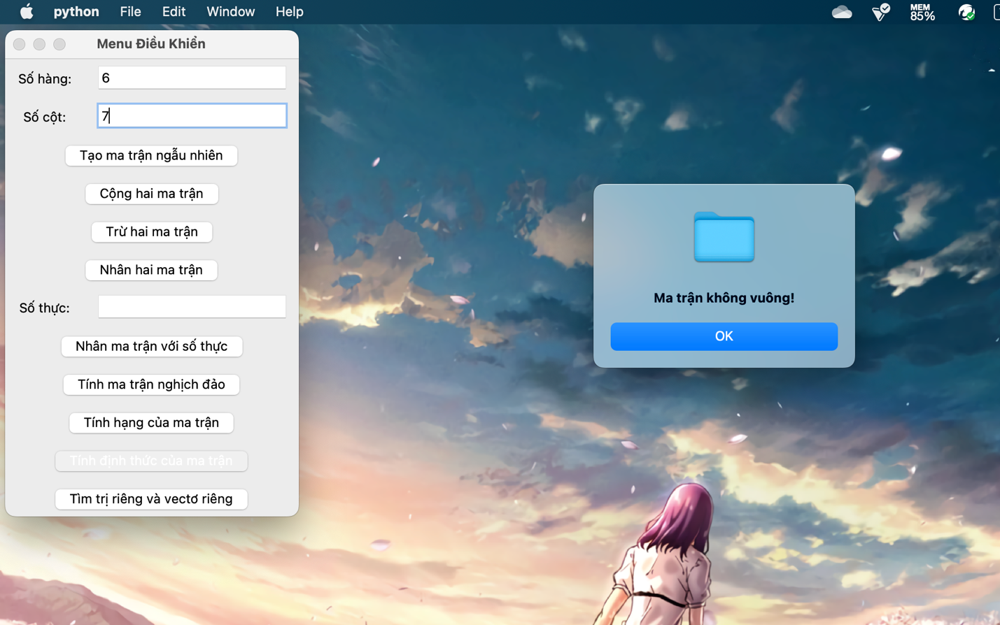 python File Edit Window Help MEM 85%
Menu Điều Khiển
Số hàng: 6
Số cột: 7
Tạo ma trận ngẫu nhiên
Cộng hai ma trận
Trừ hai ma trận
Nhân hai ma trận
Số thực:
Nhân ma trận với số thực
Tính ma trận nghịch đảo
Tính hạng của ma trận
Tính định thức của ma trận
Tìm trị riêng và vectơ riêng
Ma trận không vuông!
OK